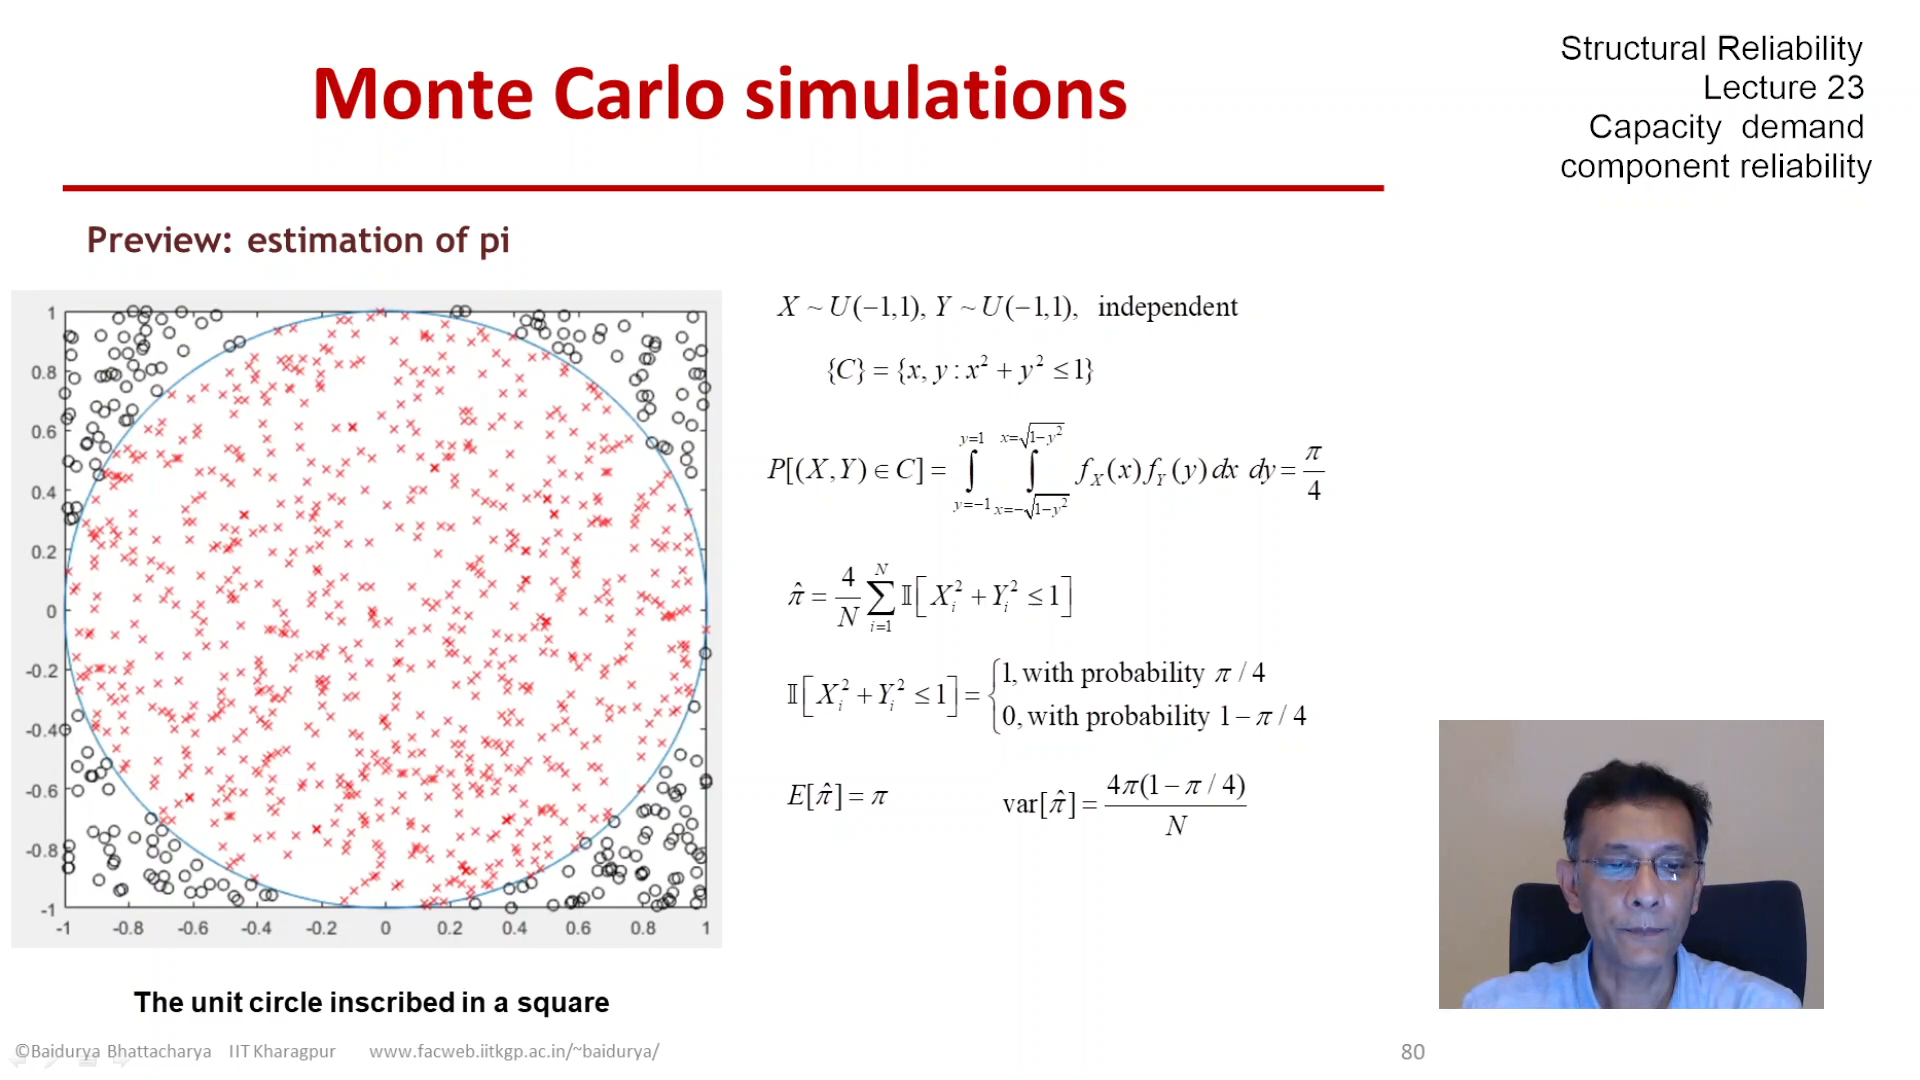 Monte Carlo simulations
Structural Reliability
Lecture 23
Capacity demand
component reliability
Preview: estimation of pi
1
0.8
0.6
0.4
0.2
0
-0.2
-0.4
-0.6
-0.8
-1
-1 -0.8 -0.6 -0.4 -0.2 0 0.2 0.4 0.6 0.8 1
The unit circle inscribed in a square
X ~ U(−1,1), Y ~ U(−1,1), independent
{C} = {x, y : x² + y² ≤ 1}
P[(X,Y) ∈ C] = ∫_{y=−1}^{y=1} ∫_{x=−√(1−y²)}^{x=√(1−y²)} f_X(x) f_Y(y) dx dy = π/4
π̂ = 4/N ∑_{i=1}^{N} 𝕀[X_i² + Y_i² ≤ 1]
𝕀[X_i² + Y_i² ≤ 1] = { 1, with probability π / 4
0, with probability 1 − π / 4
E[π̂] = π var[π̂] = 4π(1 − π / 4) / N
©Baidurya Bhattacharya IIT Kharagpur www.facweb.iitkgp.ac.in/~baidurya/ 80